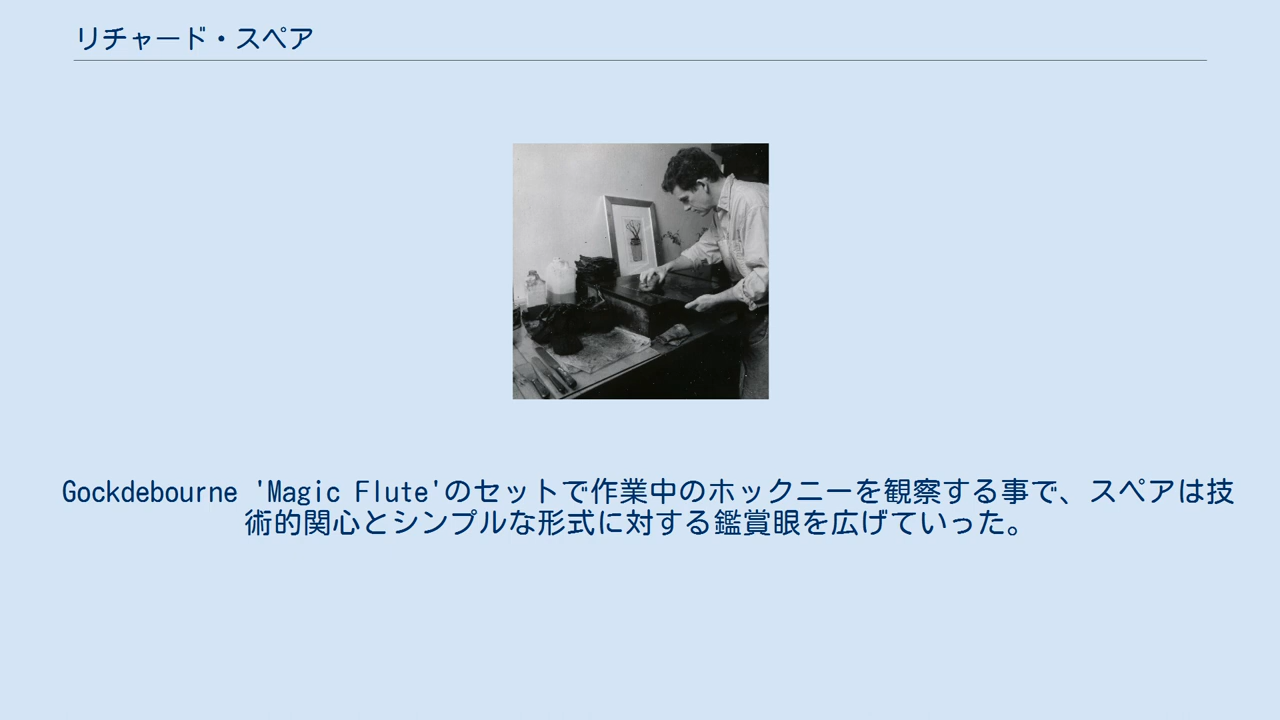 リチャード・スペア
Gockdebourne 'Magic Flute'のセットで作業中のホックニーを観察する事で、スペアは技
術的関心とシンプルな形式に対する鑑賞眼を広げていった。